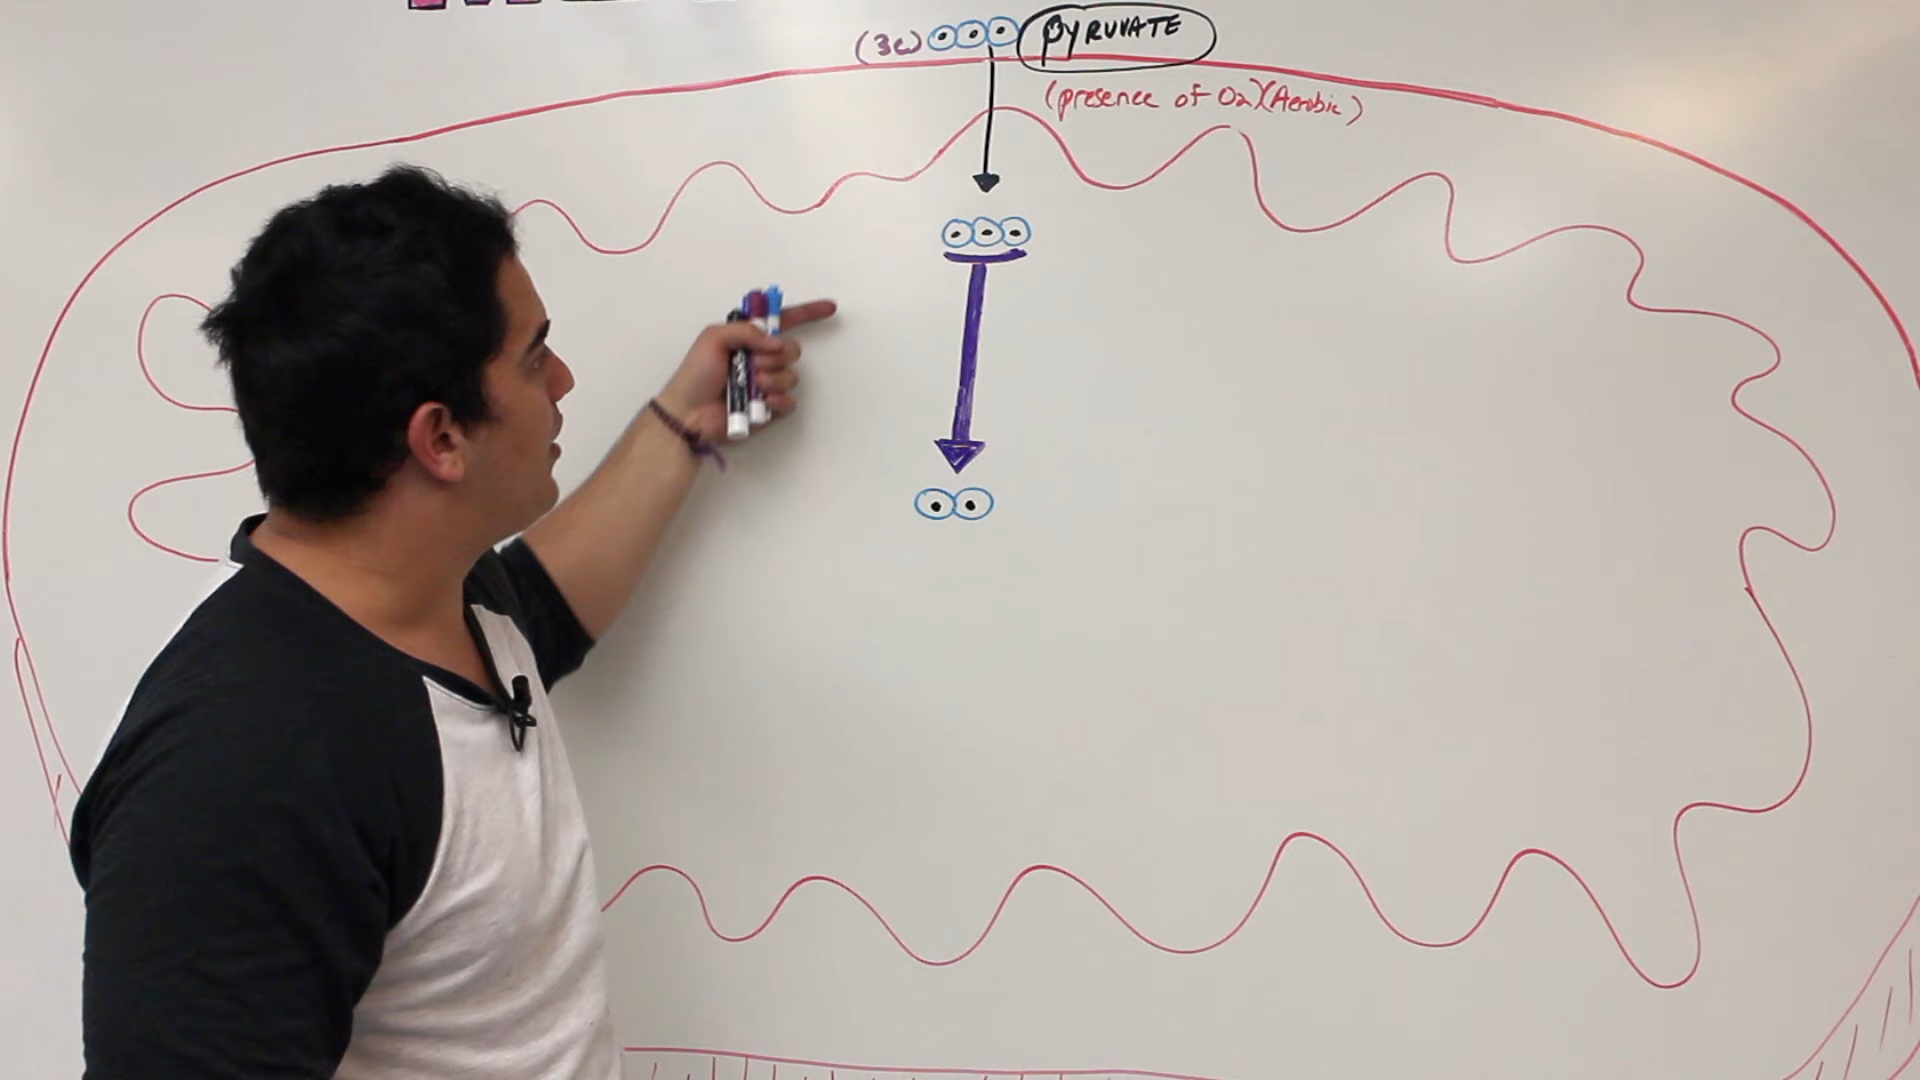 (3c) PYRUVATE
(presence of O2)(Aerobic)